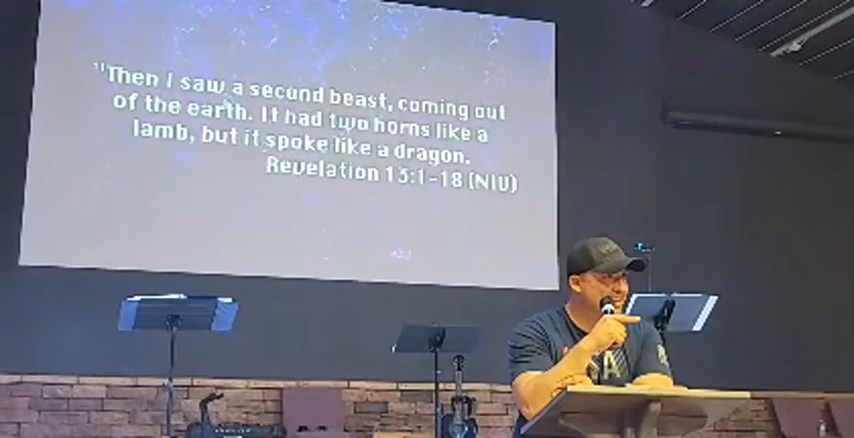 ¹¹Then I saw a second beast, coming out
of the earth. It had two horns like a
lamb, but it spoke like a dragon.
Revelation 13:1-18 (NIV)